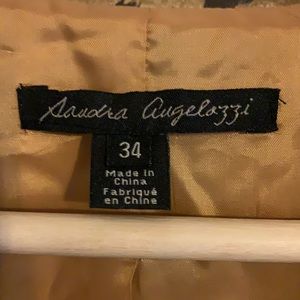 Sandra Angelozzi
34
Made in
China
Fabriqué
en Chine